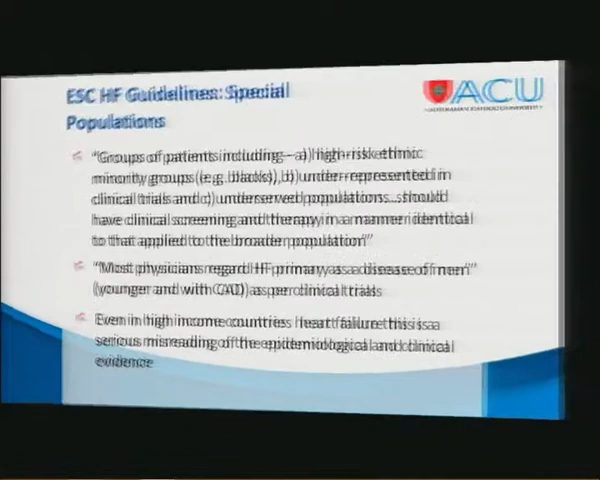 ESC HF Guidelines: Special
Populations
ACU
"Groups of patients including – a) high-risk ethnic
minority groups (e.g. blacks), b) under-represented in
clinical trials and c) underserved populations...should
have clinical screening and therapy in a manner identical
to that applied to the broader population"
"Most physicians regard HF primary as a disease of men"
(younger and with CAD) as per clinical trials
Even in high income countries heart failure this is a
serious misreading of the epidemiological and clinical
evidence